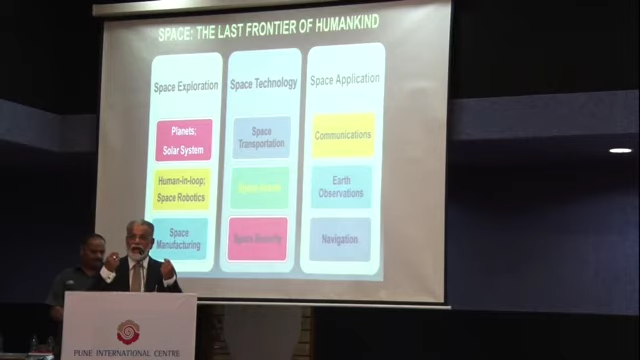 SPACE: THE LAST FRONTIER OF HUMANKIND
Space Exploration
Planets;
Solar System
Human-in-loop;
Space Robotics
Space
Manufacturing
Space Technology
Space
Transportation
Space
Space Security
Space Application
Communications
Earth
Observations
Navigation
PUNE INTERNATIONAL CENTRE